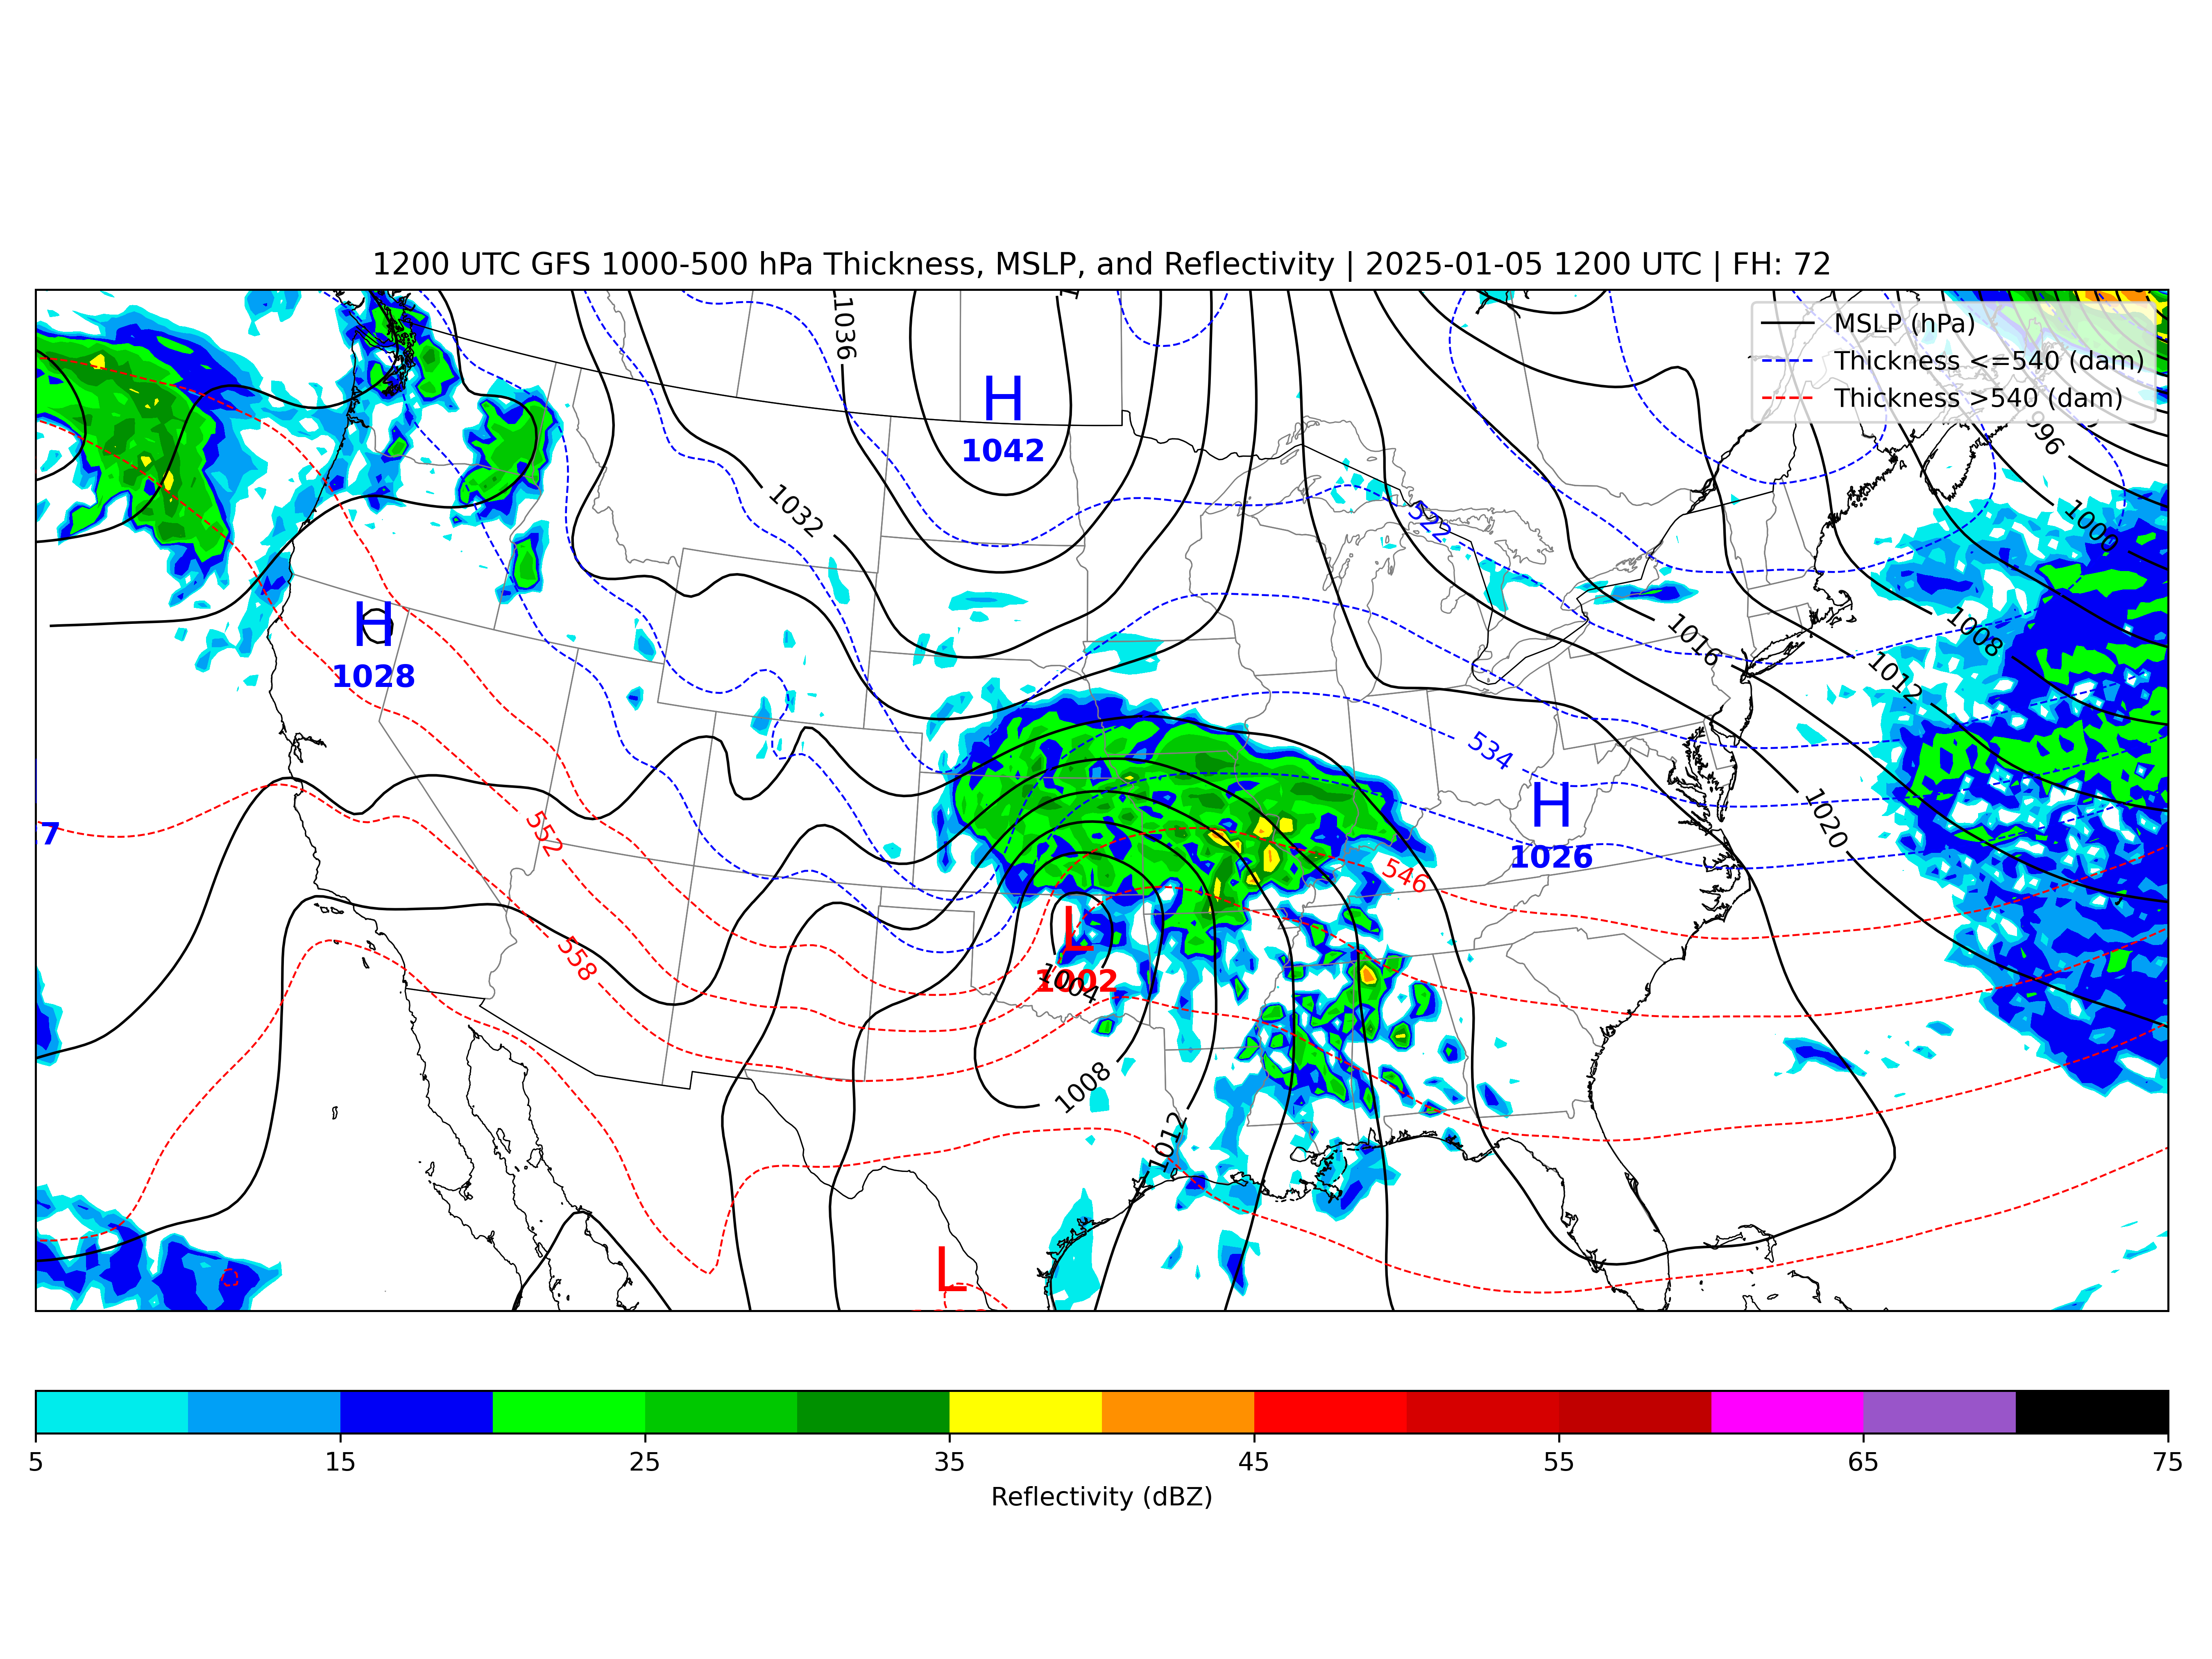 1200 UTC GFS 1000-500 hPa Thickness, MSLP, and Reflectivity | 2025-01-05 1200 UTC | FH: 72
MSLP (hPa)
Thickness <=540 (dam)
Thickness >540 (dam)
1036
H
1042
996
1032
522
1000
H
1028
1016
1008
1012
534
H
1026
1020
7
552
546
558
L
1002
1004
1008
1012
L
5 15 25 35 45 55 65 75
Reflectivity (dBZ)